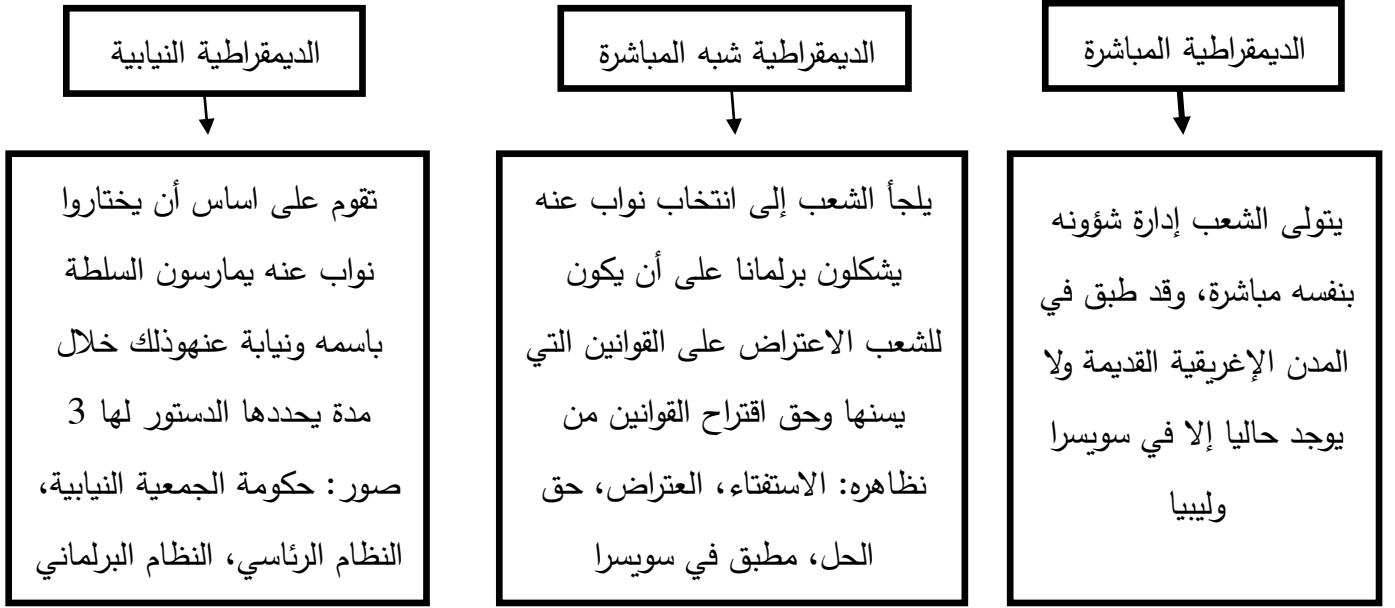 الديمقراطية المباشرة
يتولى الشعب إدارة شؤونه
بنفسه مباشرة، وقد طبق في
المدن الإغريقية القديمة ولا
يوجد حاليا إلا في سويسرا
وليبيا
الديمقراطية شبه المباشرة
يلجأ الشعب إلى انتخاب نواب عنه
يشكلون برلمانا على أن يكون
للشعب الاعتراض على القوانين التي
يسنها وحق اقتراح القوانين من
نظاهره: الاستفتاء، العتراض، حق
الحل، مطبق في سويسرا
الديمقراطية النيابية
تقوم على اساس أن يختاروا
نواب عنه يمارسون السلطة
باسمه ونيابة عنهوذلك خلال
مدة يحددها الدستور لها 3
صور: حكومة الجمعية النيابية،
النظام الرئاسي، النظام البرلماني